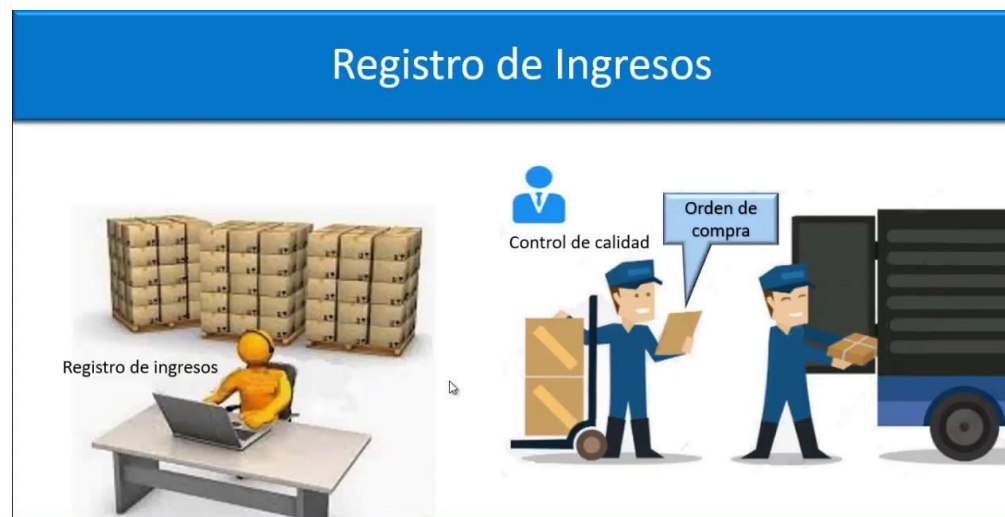 Registro de Ingresos
Control de calidad
Orden de
compra
Registro de ingresos